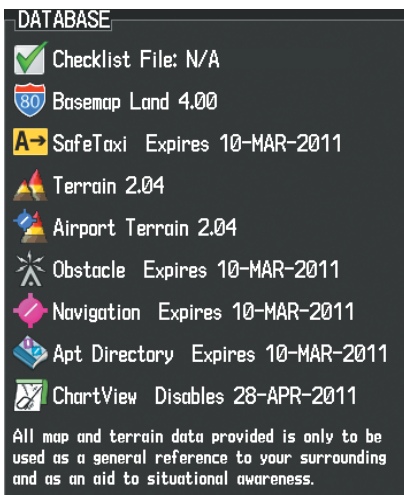 DATABASE
Checklist File: N/A
80 Basemap Land 4.00
A→ SafeTaxi Expires 10-MAR-2011
Terrain 2.04
Airport Terrain 2.04
Obstacle Expires 10-MAR-2011
Navigation Expires 10-MAR-2011
Apt Directory Expires 10-MAR-2011
ChartView Disables 28-APR-2011
All map and terrain data provided is only to be
used as a general reference to your surrounding
and as an aid to situational awareness.